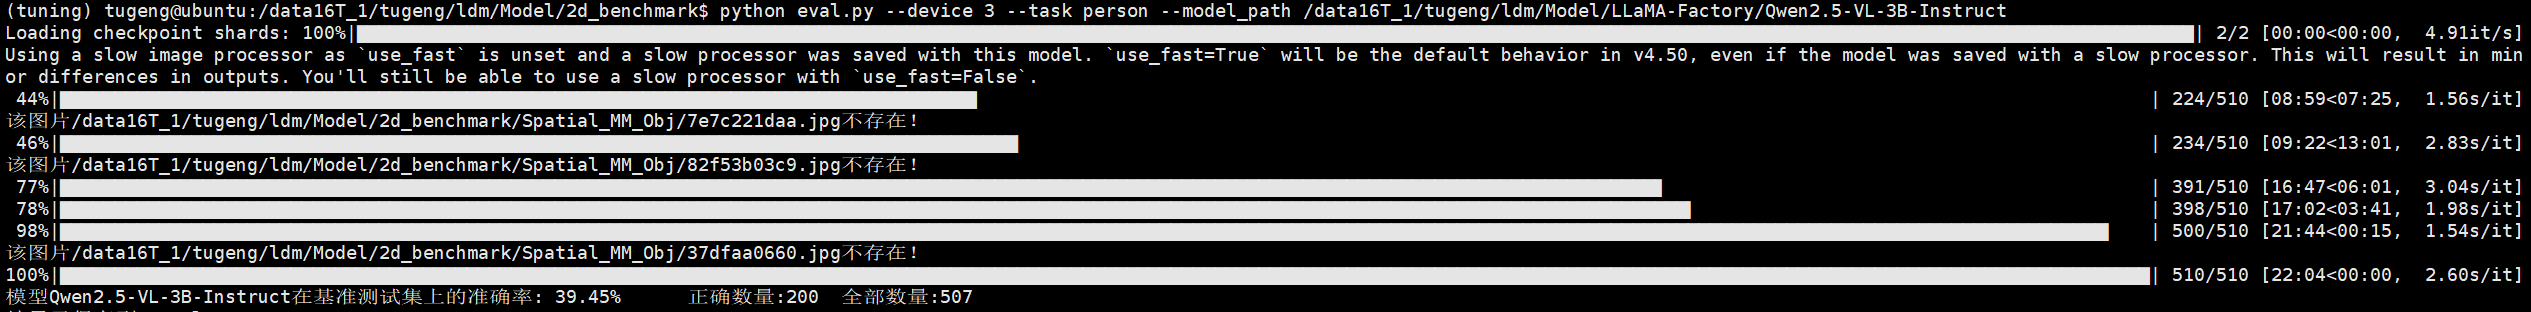 (tuning) tugeng@ubuntu:/data16T_1/tugeng/ldm/Model/2d_benchmark$ python eval.py --device 3 --task person --model_path /data16T_1/tugeng/ldm/Model/LLaMA-Factory/Qwen2.5-VL-3B-Instruct
Loading checkpoint shards: 100%|| 2/2 [00:00<00:00,  4.91it/s]
Using a slow image processor as `use_fast` is unset and a slow processor was saved with this model. `use_fast=True` will be the default behavior in v4.50, even if the model was saved with a slow processor. This will result in min
or differences in outputs. You'll still be able to use a slow processor with `use_fast=False`.
44%|| 224/510 [08:59<07:25,  1.56s/it]
该图片/data16T_1/tugeng/ldm/Model/2d_benchmark/Spatial_MM_Obj/7e7c221daa.jpg不存在!
46%|| 234/510 [09:22<13:01,  2.83s/it]
该图片/data16T_1/tugeng/ldm/Model/2d_benchmark/Spatial_MM_Obj/82f53b03c9.jpg不存在!
77%|| 391/510 [16:47<06:01,  3.04s/it]
78%|| 398/510 [17:02<03:41,  1.98s/it]
98%|| 500/510 [21:44<00:15,  1.54s/it]
该图片/data16T_1/tugeng/ldm/Model/2d_benchmark/Spatial_MM_Obj/37dfaa0660.jpg不存在!
100%|| 510/510 [22:04<00:00,  2.60s/it]
模型Qwen2.5-VL-3B-Instruct在基准测试集上的准确率: 39.45%      正确数量:200  全部数量:507